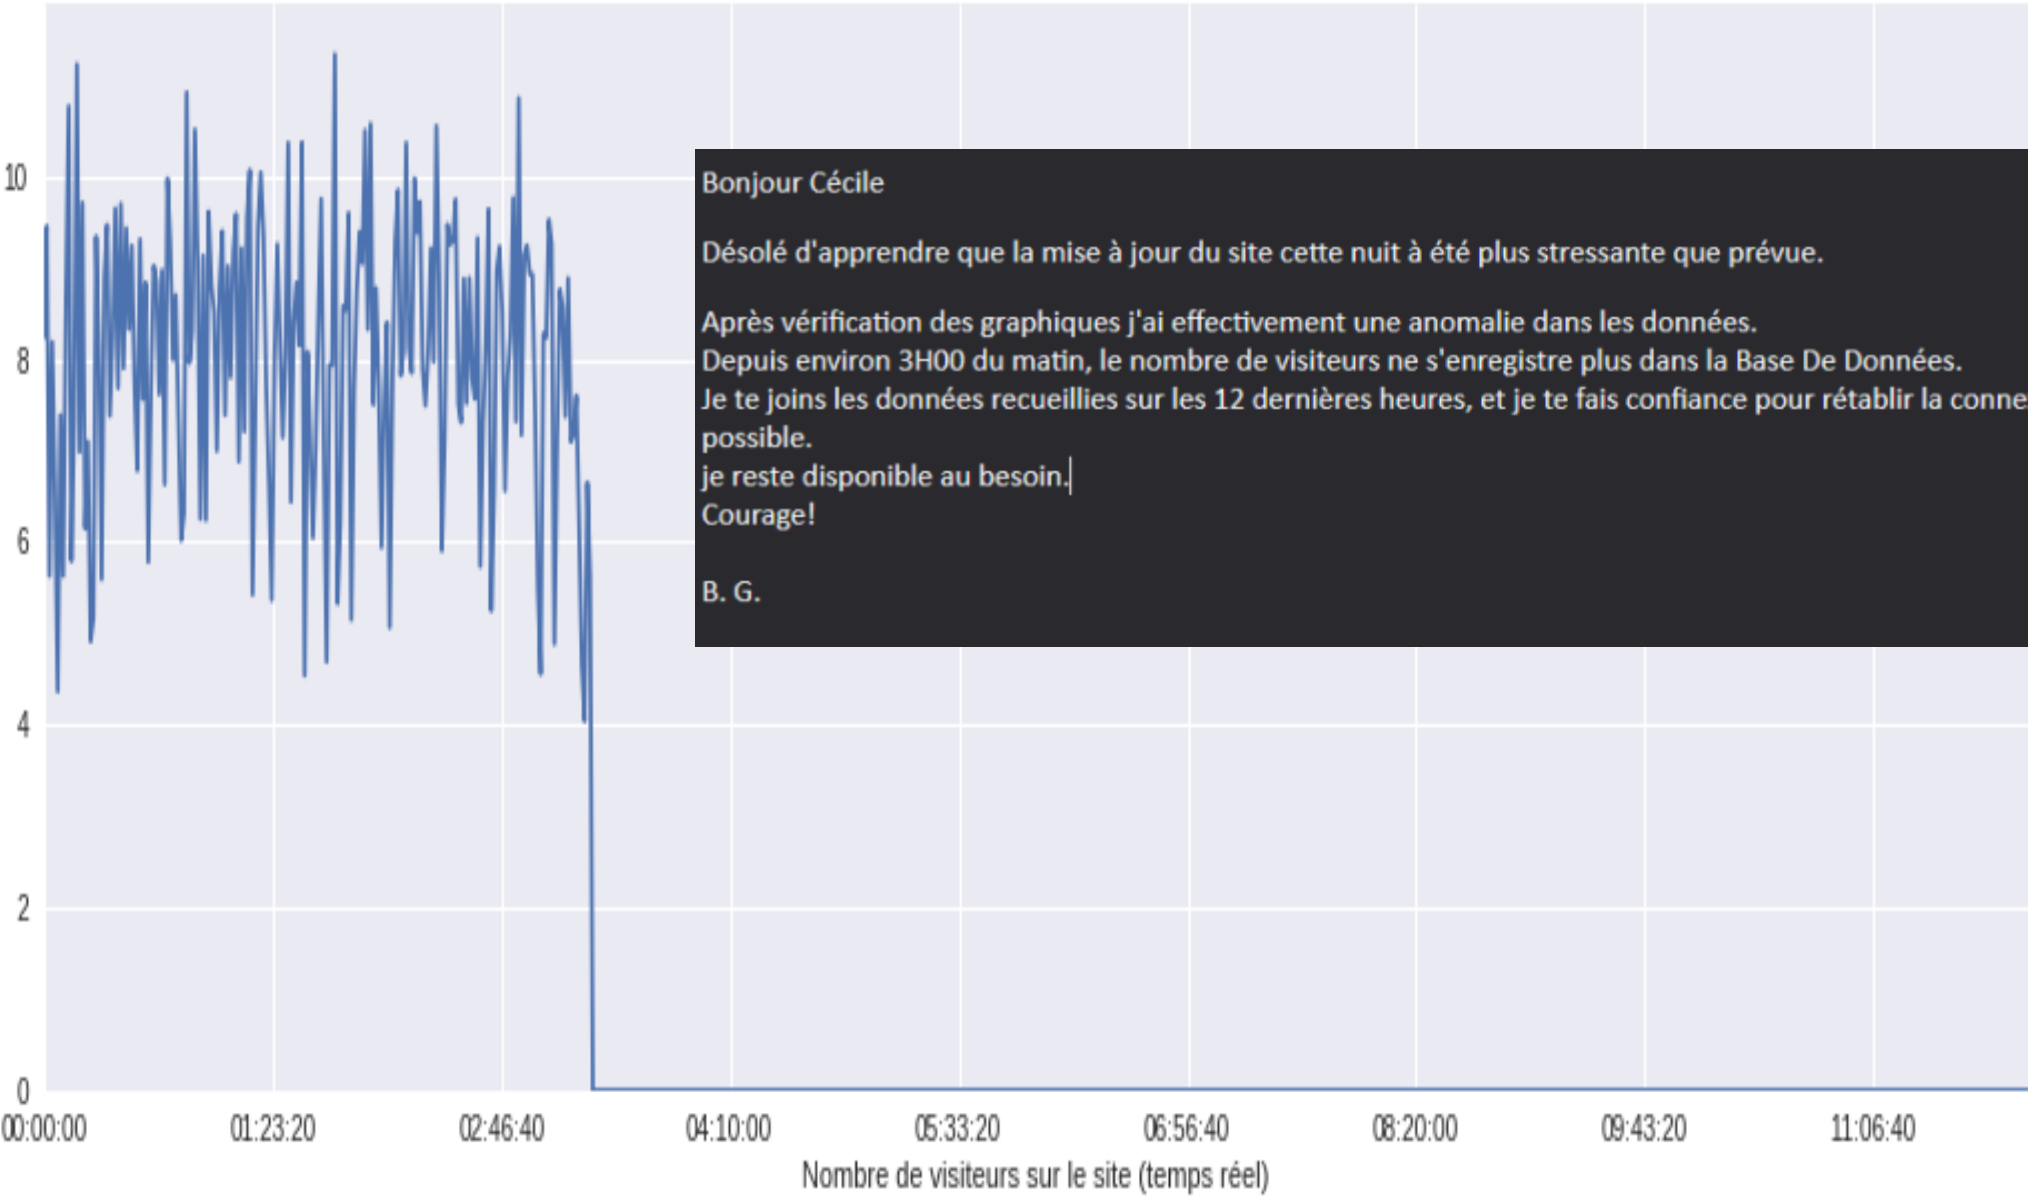 10
8
6
4
2
0
Bonjour Cécile
Désolé d'apprendre que la mise à jour du site cette nuit à été plus stressante que prévue.
Après vérification des graphiques j'ai effectivement une anomalie dans les données.
Depuis environ 3H00 du matin, le nombre de visiteurs ne s'enregistre plus dans la Base De Données.
Je te joins les données recueillies sur les 12 dernières heures, et je te fais confiance pour rétablir la conne
possible.
je reste disponible au besoin.
Courage!
B. G.
00:00:00 01:23:20 02:46:40 04:10:00 05:33:20 06:56:40 08:20:00 09:43:20 11:06:40
Nombre de visiteurs sur le site (temps réel)